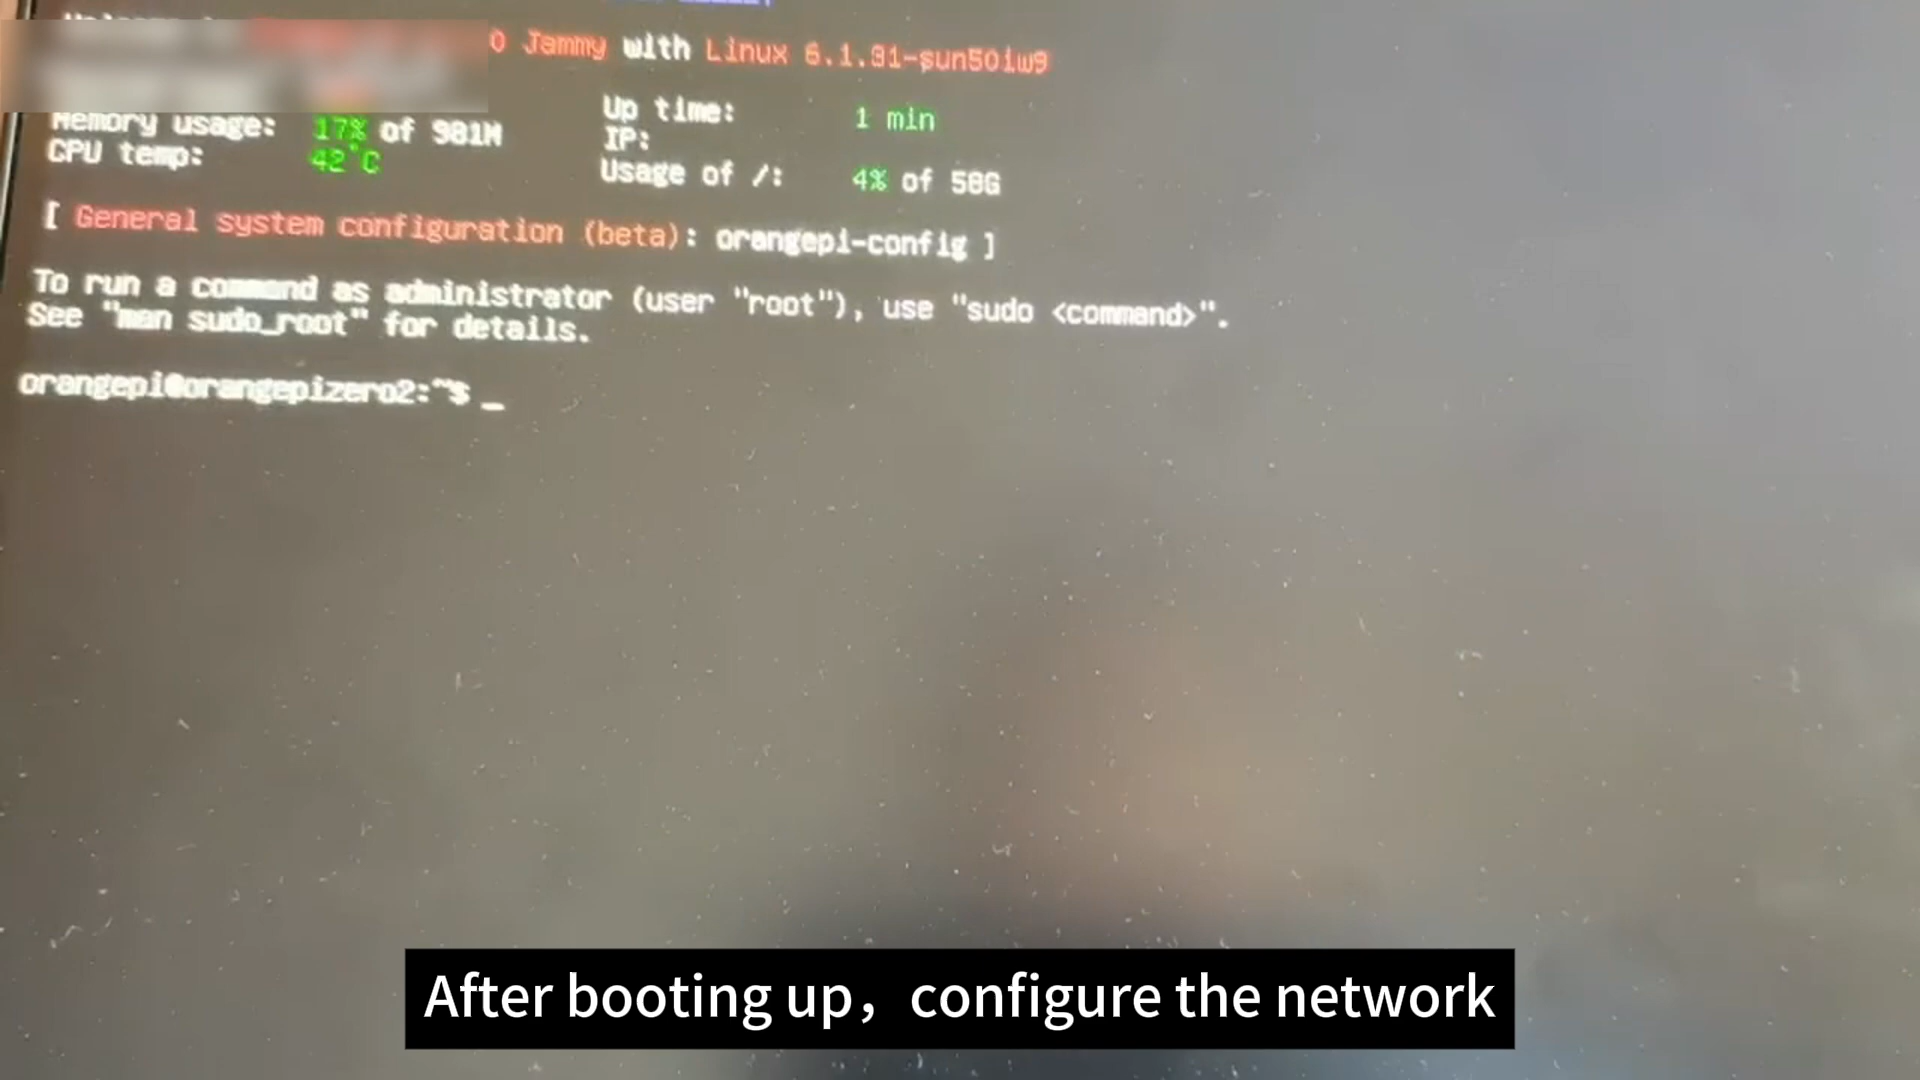 0 Jammy with Linux 6.1.31-sun50iw9
Up time: 1 min
Memory usage: 17% of 981M IP:
CPU temp: 42°C Usage of /: 4% of 58G
[ General system configuration (beta): orangepi-config ]
To run a command as administrator (user "root"), use "sudo <command>".
See "man sudo_root" for details.
orangepi@orangepizero2:~$ _
After booting up， configure the network